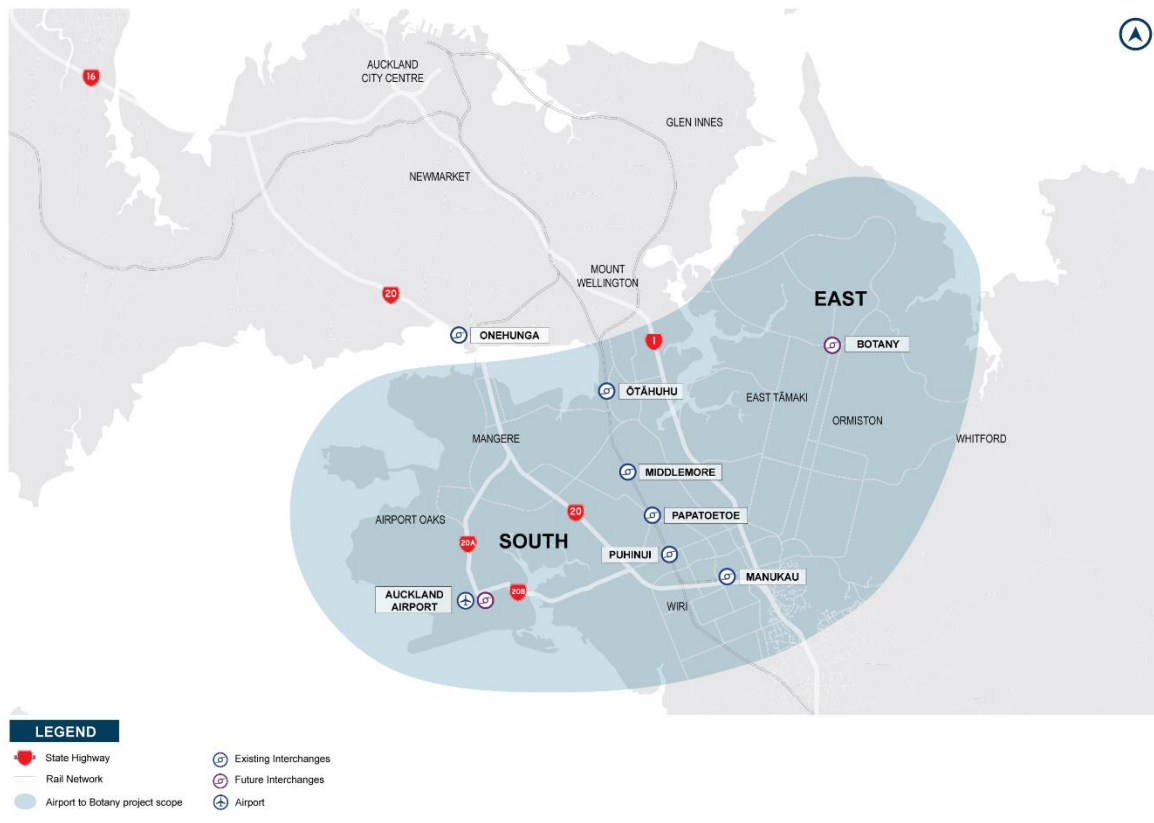 16
AUCKLAND
CITY CENTRE
GLEN INNES
NEWMARKET
MOUNT
WELLINGTON
20
EAST
ONEHUNGA
1
BOTANY
ŌTĀHUHU
EAST TĀMAKI
ORMISTON
MANGERE
WHITFORD
MIDDLEMORE
AIRPORT OAKS
20
PAPATOETOE
20A
SOUTH
PUHINUI
MANUKAU
AUCKLAND
AIRPORT
20B
WIRI
LEGEND
State Highway
Rail Network
Airport to Botany project scope
Existing Interchanges
Future Interchanges
Airport